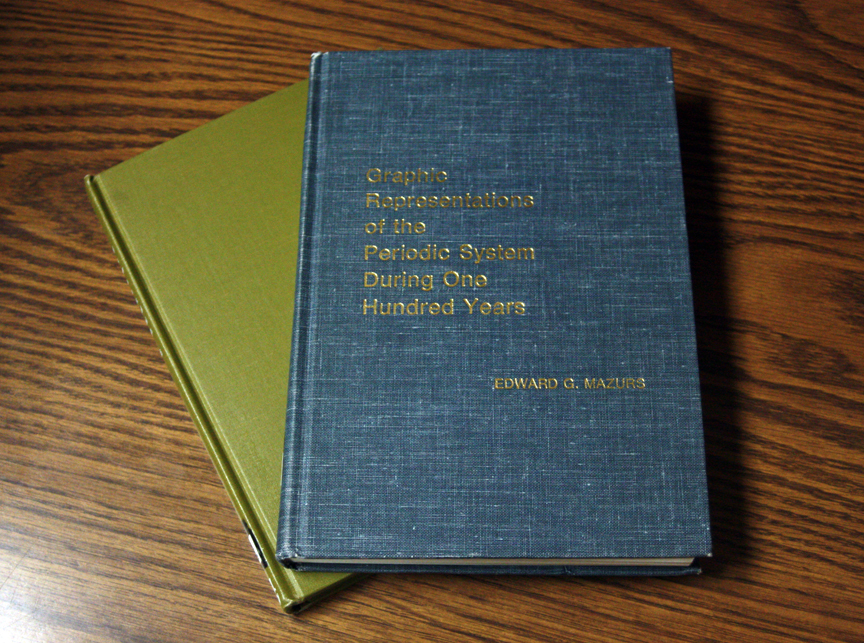 Graphic
Representations
of the
Periodic System
During One
Hundred Years
EDWARD G. MAZURS